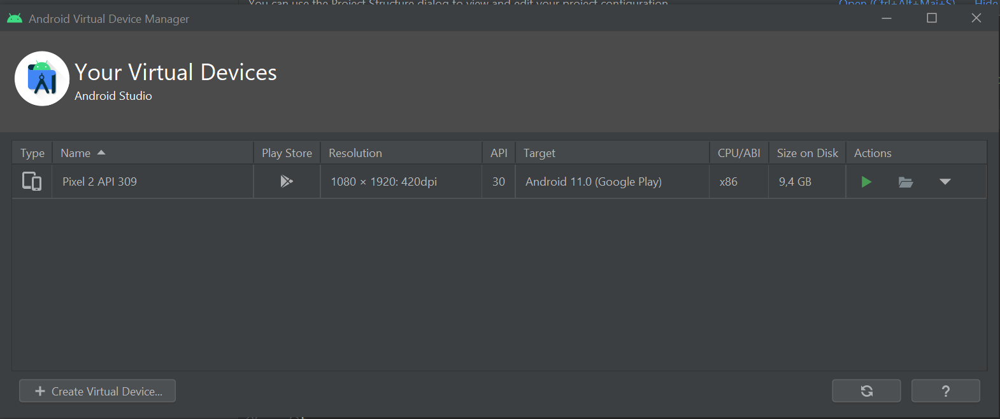 You can use the Project Structure dialog to view and edit your project configuration
Open (Ctrl+Alt+Maj+S) Hide
Android Virtual Device Manager
Your Virtual Devices
Android Studio
Type Name Play Store Resolution API Target CPU/ABI Size on Disk Actions
Pixel 2 API 309 1080 × 1920: 420dpi 30 Android 11.0 (Google Play) x86 9,4 GB
+ Create Virtual Device...
?